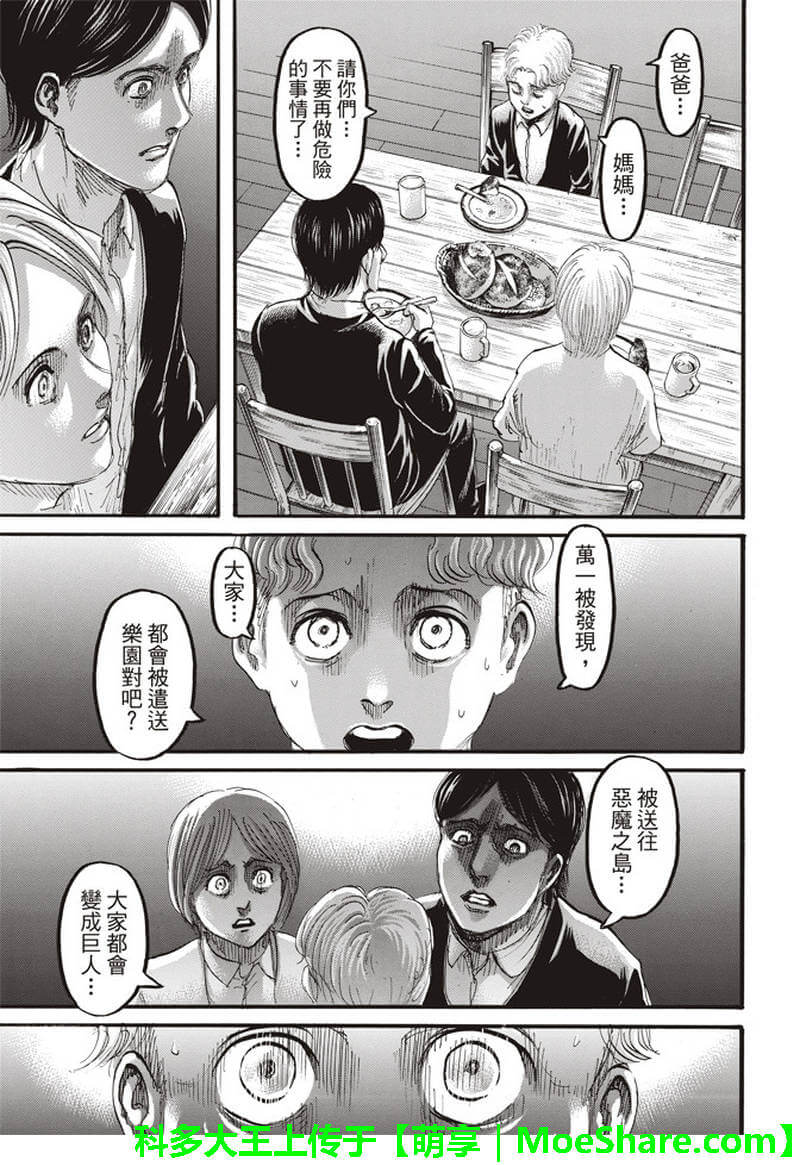 爸爸…
媽媽…
請你們…
不要再做危險
的事情了…
萬一被發現，
大家…
都會被遣送
樂園對吧？
被送往
惡魔之島…
大家都會
變成巨人…
科多大王上传于【萌享｜MoeShare.com】